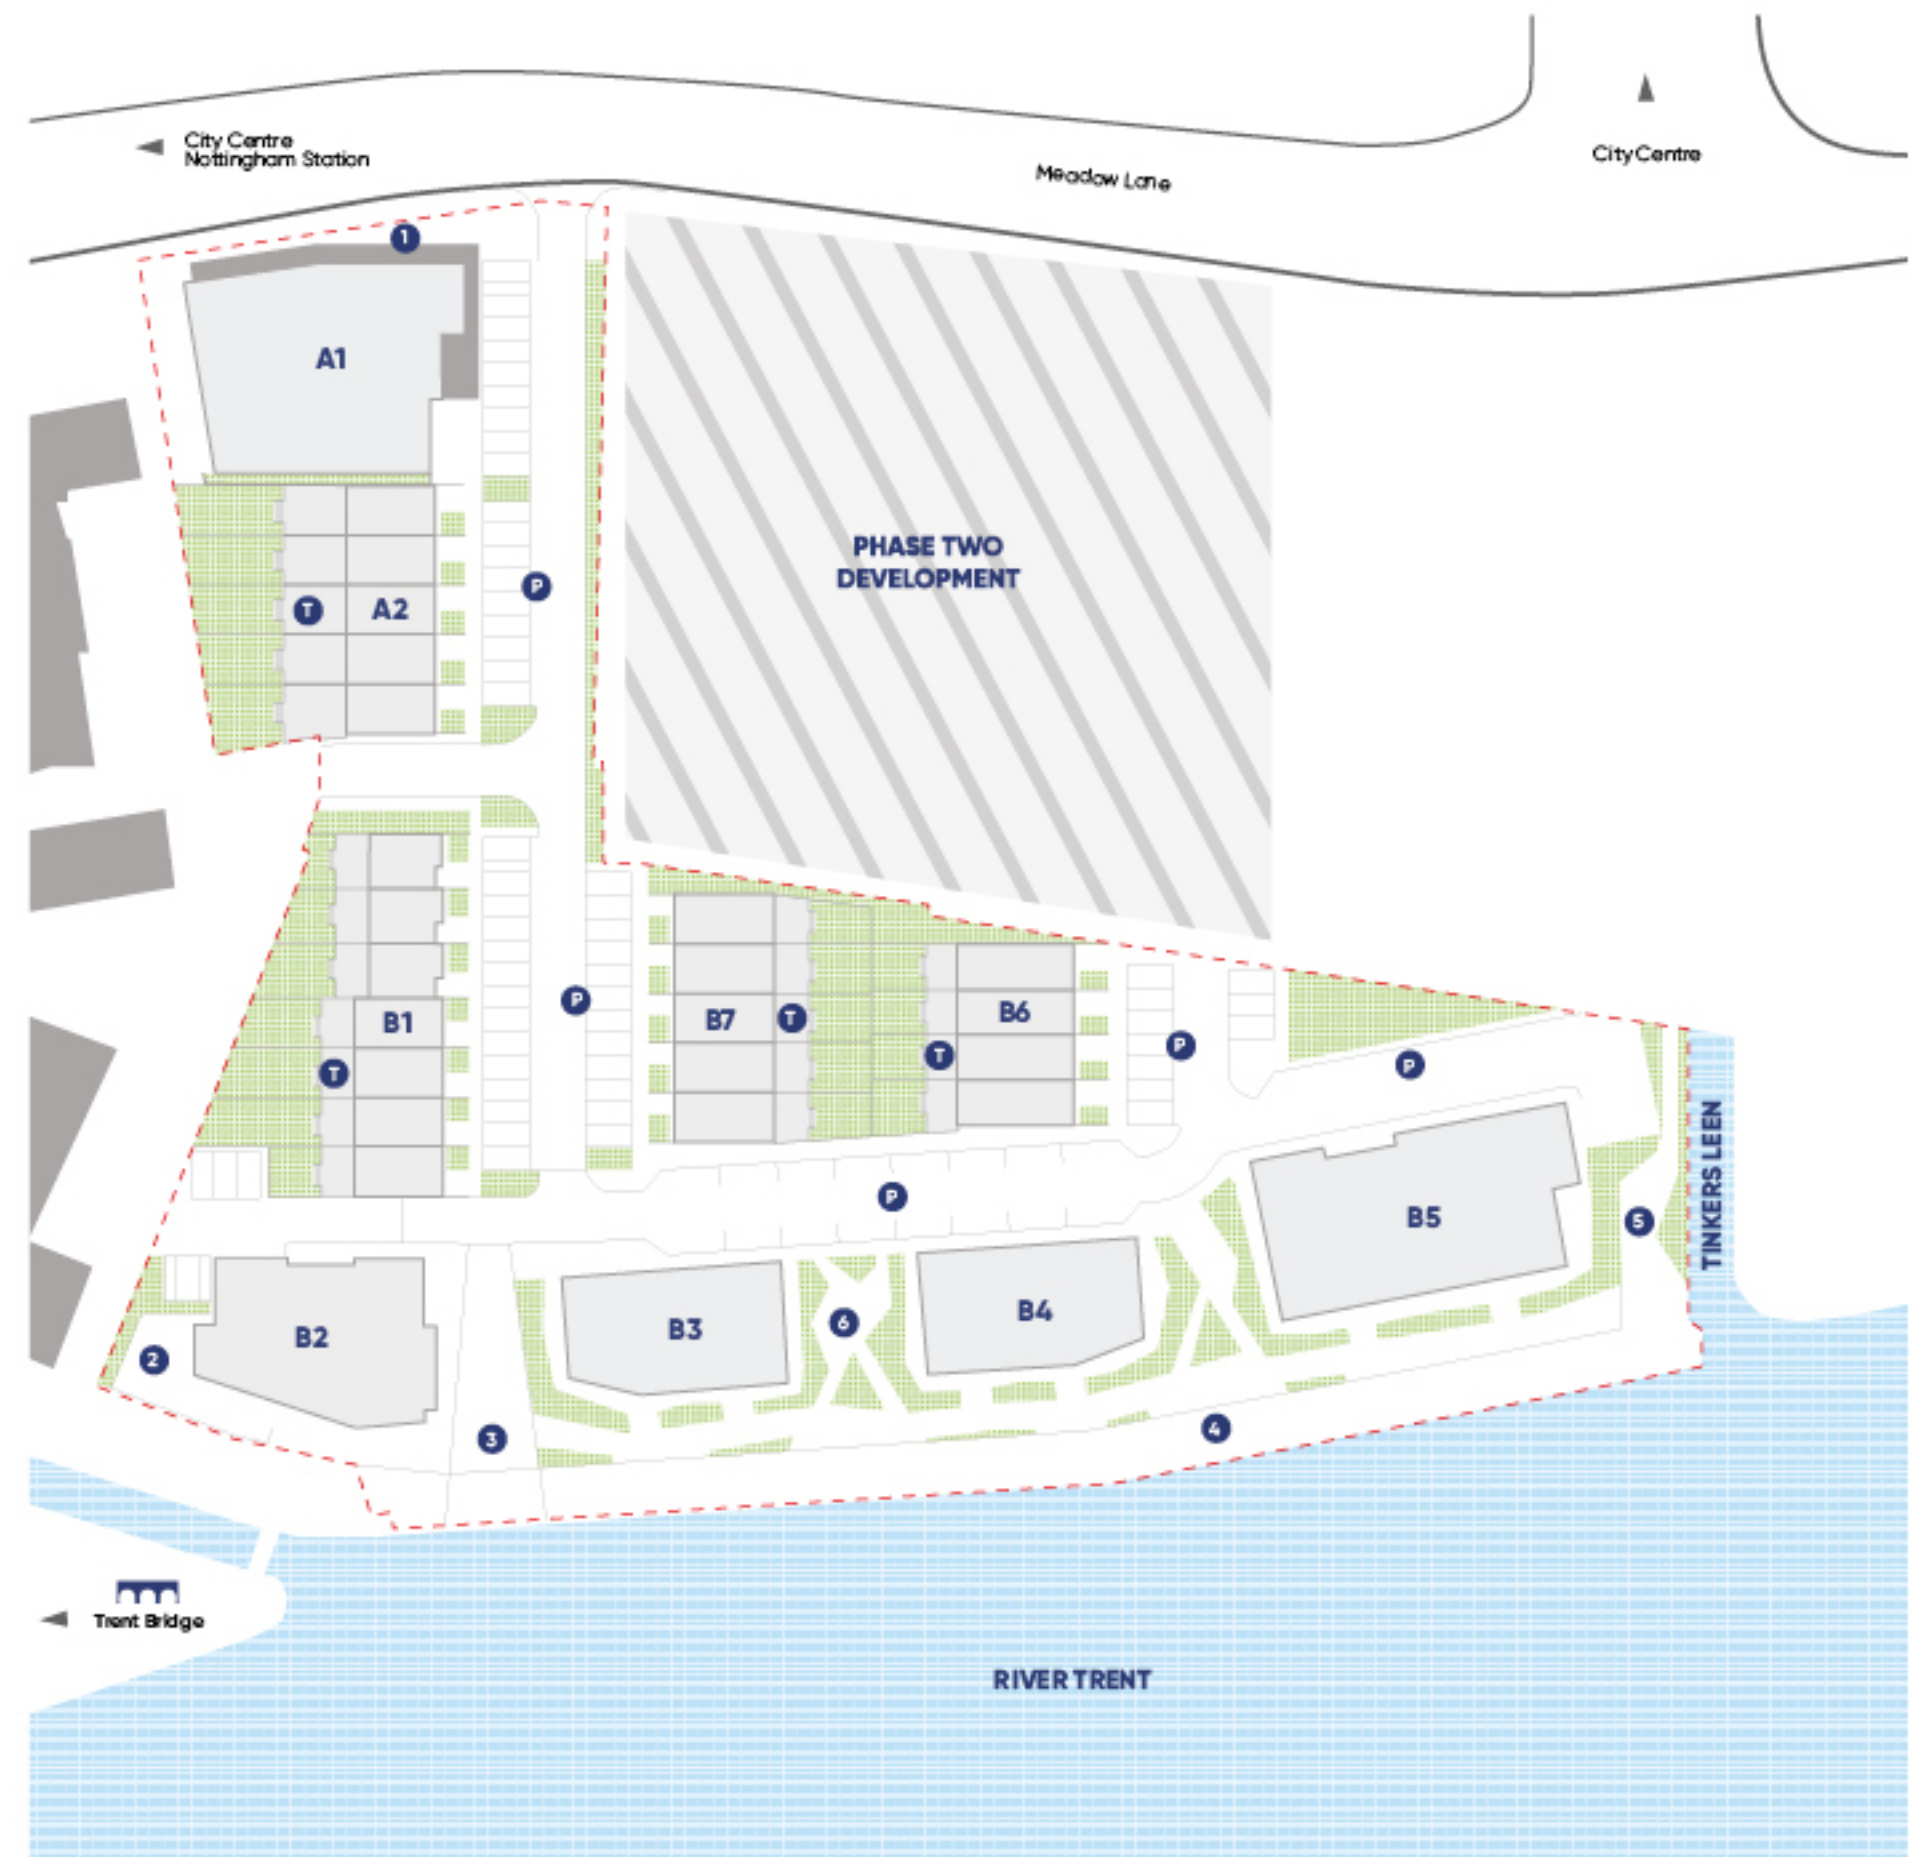 City Centre
Nottingham Station
Meadow Lane
City Centre
1
A1
PHASE TWO
DEVELOPMENT
P
T
A2
P
B1
T
B7
T
B6
T
P
P
TINKERS LEEN
P
B5
5
B2
2
B3
6
B4
3
4
Trent Bridge
RIVER TRENT